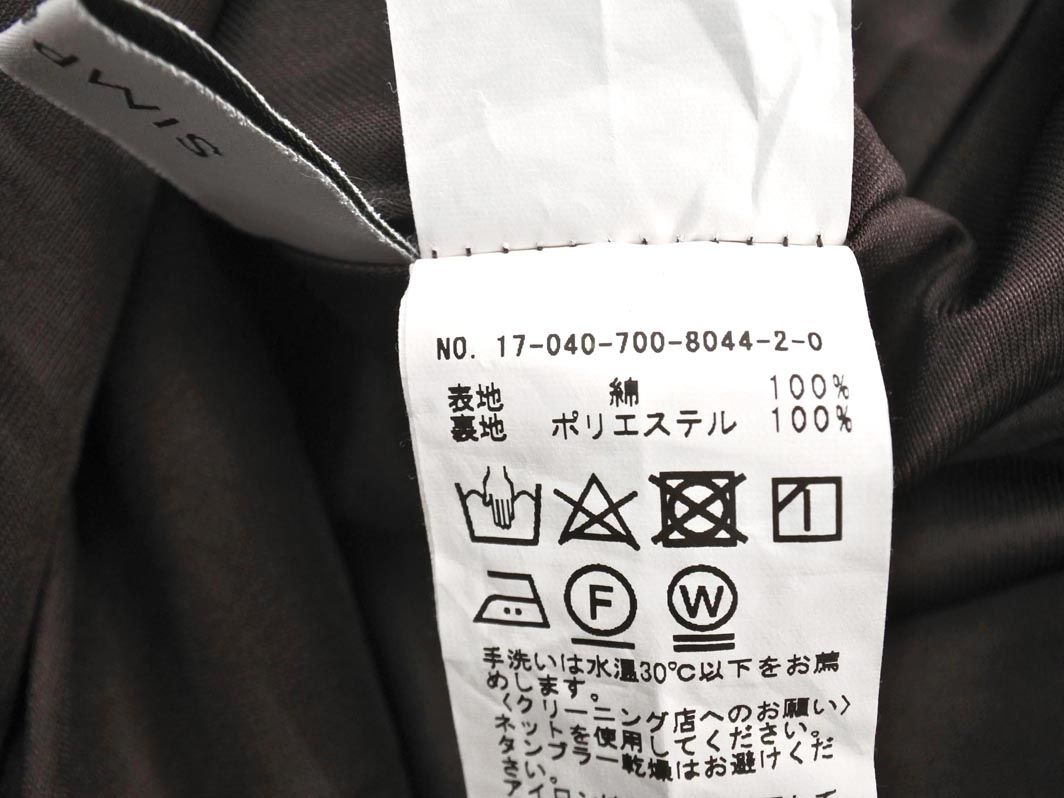 SIMP
NO. 17-040-700-8044-2-0
表地 綿 100%
裏地 ポリエステル 100%
F W
手洗いは水温30℃以下をお薦
めします。
〈クリーニング店へのお願い〉
ネットを使用してください。
タンブラー乾燥はお避けくだ
さい。